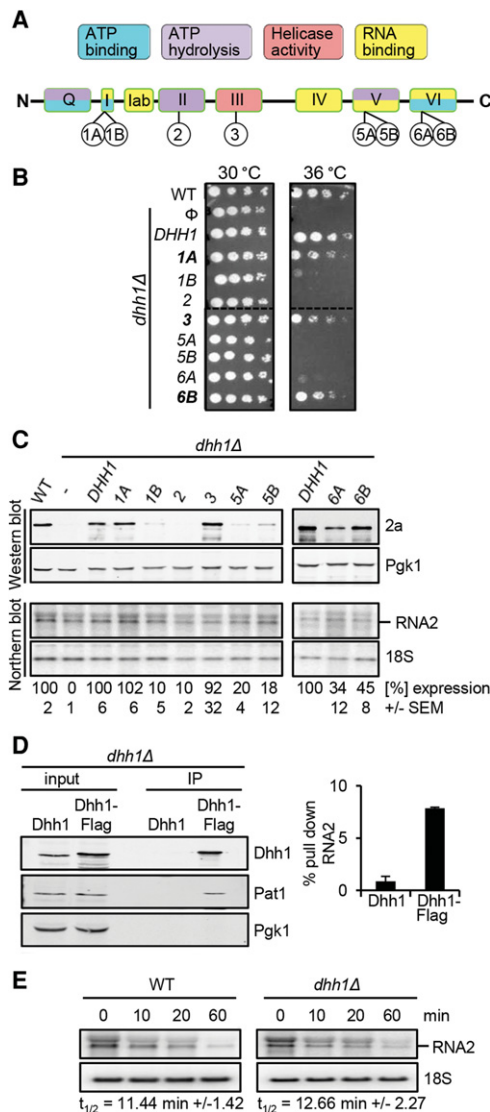 A
ATP binding
ATP hydrolysis
Helicase activity
RNA binding
N Q I Iab II III IV V VI C
1A 1B 2 3 5A 5B 6A 6B
B
30 °C 36 °C
WT
Φ
DHH1
1A
1B
2
3
5A
5B
6A
6B
dhh1Δ
C
dhh1Δ
WT - DHH1 1A 1B 2 3 5A 5B DHH1 6A 6B
Western blot
2a
Pgk1
Northern blot
RNA2
18S
100 0 100 102 10 10 92 20 18 100 34 45 [%] expression
2 1 6 6 5 2 32 4 12 12 8 +/- SEM
D
dhh1Δ
input IP
Dhh1 Dhh1-Flag Dhh1 Dhh1-Flag
Dhh1
Pat1
Pgk1
% pull down RNA2
10
5
0
Dhh1 Dhh1-Flag
E
WT dhh1Δ
0 10 20 60 0 10 20 60 min
RNA2
18S
t1/2 = 11.44 min +/-1.42 t1/2 = 12.66 min +/- 2.27